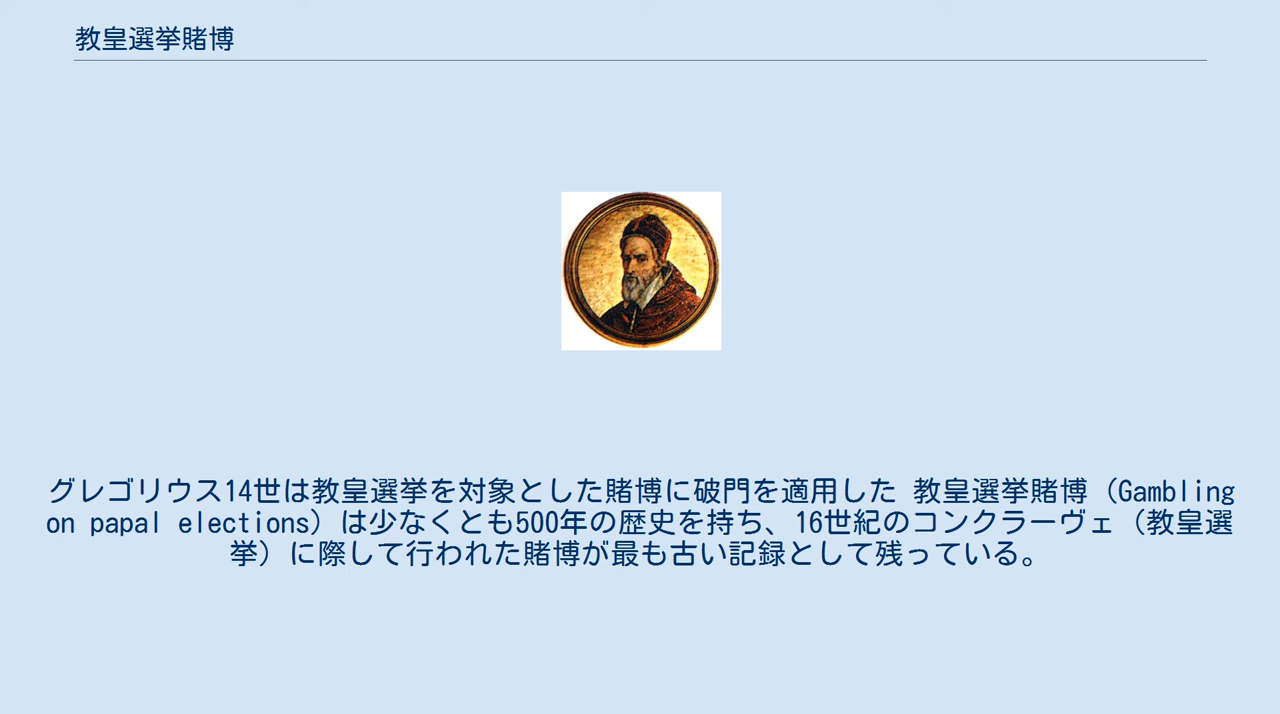 教皇選挙賭博
グレゴリウス14世は教皇選挙を対象とした賭博に破門を適用した 教皇選挙賭博（Gambling
on papal elections）は少なくとも500年の歴史を持ち、16世紀のコンクラーヴェ（教皇選
挙）に際して行われた賭博が最も古い記録として残っている。